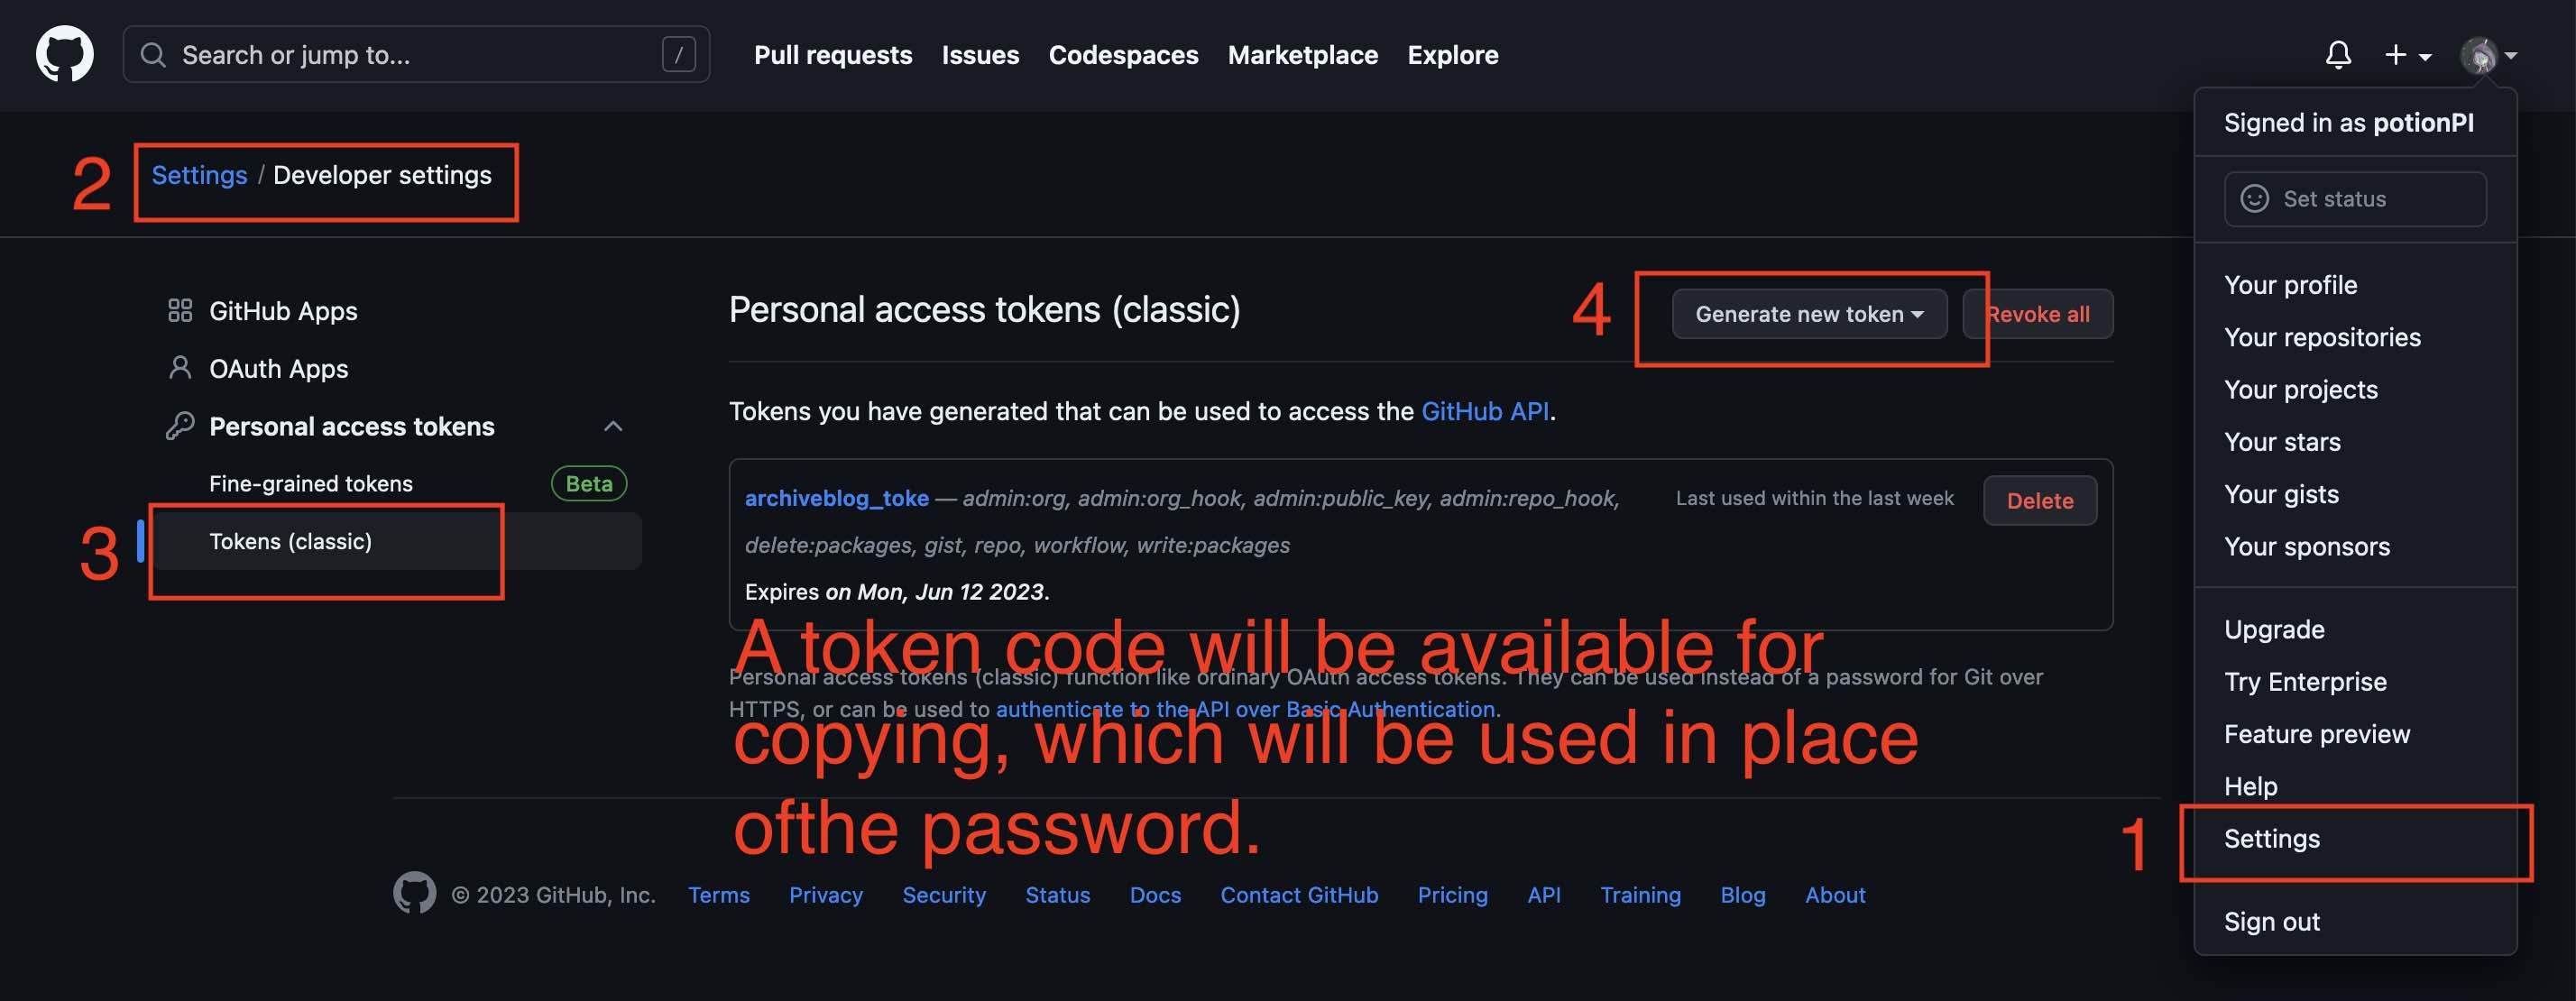 Search or jump to... /
Pull requests Issues Codespaces Marketplace Explore
Signed in as potionPI
Set status
Your profile
Your repositories
Your projects
Your stars
Your gists
Your sponsors
Upgrade
Try Enterprise
Feature preview
Help
1 Settings
Sign out
2 Settings / Developer settings
GitHub Apps
OAuth Apps
Personal access tokens
Fine-grained tokens Beta
3 Tokens (classic)
Personal access tokens (classic)
4 Generate new token Revoke all
Tokens you have generated that can be used to access the GitHub API.
archiveblog_toke — admin:org, admin:org_hook, admin:public_key, admin:repo_hook, Last used within the last week Delete
delete:packages, gist, repo, workflow, write:packages
Expires on Mon, Jun 12 2023.
A token code will be available for
Personal access tokens (classic) function like ordinary OAuth access tokens. They can be used instead of a password for Git over
HTTPS, or can be used to authenticate to the API over Basic Authentication.
copying, which will be used in place
ofthe password.
© 2023 GitHub, Inc. Terms Privacy Security Status Docs Contact GitHub Pricing API Training Blog About